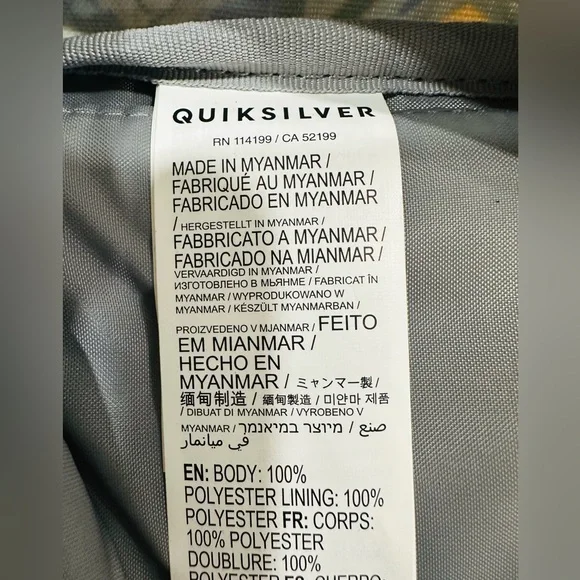 QUIKSILVER
RN 114199 / CA 52199
MADE IN MYANMAR /
FABRIQUÉ AU MYANMAR /
FABRICADO EN MYANMAR
/ HERGESTELLT IN MYANMAR /
FABBRICATO A MYANMAR /
FABRICADO NA MIANMAR /
VERVAARDIGD IN MYANMAR /
ИЗГОТОВЛЕНО В МЬЯНМЕ / FABRICAT ÎN
MYANMAR / WYPRODUKOWANO W
MYANMAR / KÉSZÜLT MYANMARBAN /
PROIZVEDENO V MJANMAR / FEITO
EM MIANMAR /
HECHO EN
MYANMAR / ミャンマー製 /
缅甸制造 / 緬甸製造 / 미얀마 제품
/ DIBUAT DI MYANMAR / VYROBENO V
MYANMAR / מיוצר במיאנמר / صنع
في ميانمار
EN: BODY: 100%
POLYESTER LINING: 100%
POLYESTER FR: CORPS:
100% POLYESTER
DOUBLURE: 100%
POLYESTER ES: CUERPO